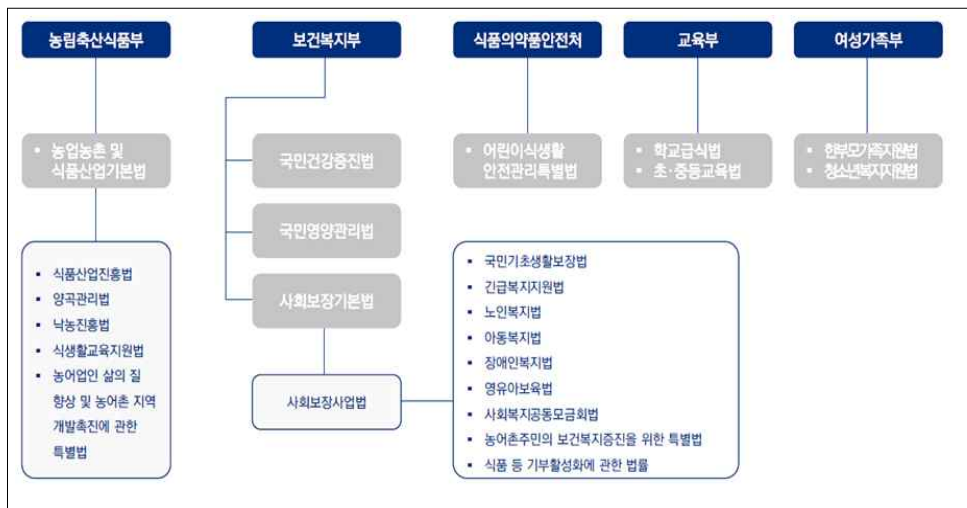 농림축산식품부
보건복지부
식품의약품안전처
교육부
여성가족부
▪ 농업농촌 및
식품산업기본법
국민건강증진법
국민영양관리법
사회보장기본법
▪ 어린이식생활
안전관리특별법
▪ 학교급식법
▪ 초·중등교육법
▪ 한부모가족지원법
▪ 청소년복지지원법
▪ 식품산업진흥법
▪ 양곡관리법
▪ 낙농진흥법
▪ 식생활교육지원법
▪ 농어업인 삶의 질
향상 및 농어촌 지역
개발촉진에 관한
특별법
사회보장사업법
▪ 국민기초생활보장법
▪ 긴급복지지원법
▪ 노인복지법
▪ 아동복지법
▪ 장애인복지법
▪ 영유아보육법
▪ 사회복지공동모금회법
▪ 농어촌주민의 보건복지증진을 위한 특별법
▪ 식품 등 기부활성화에 관한 법률